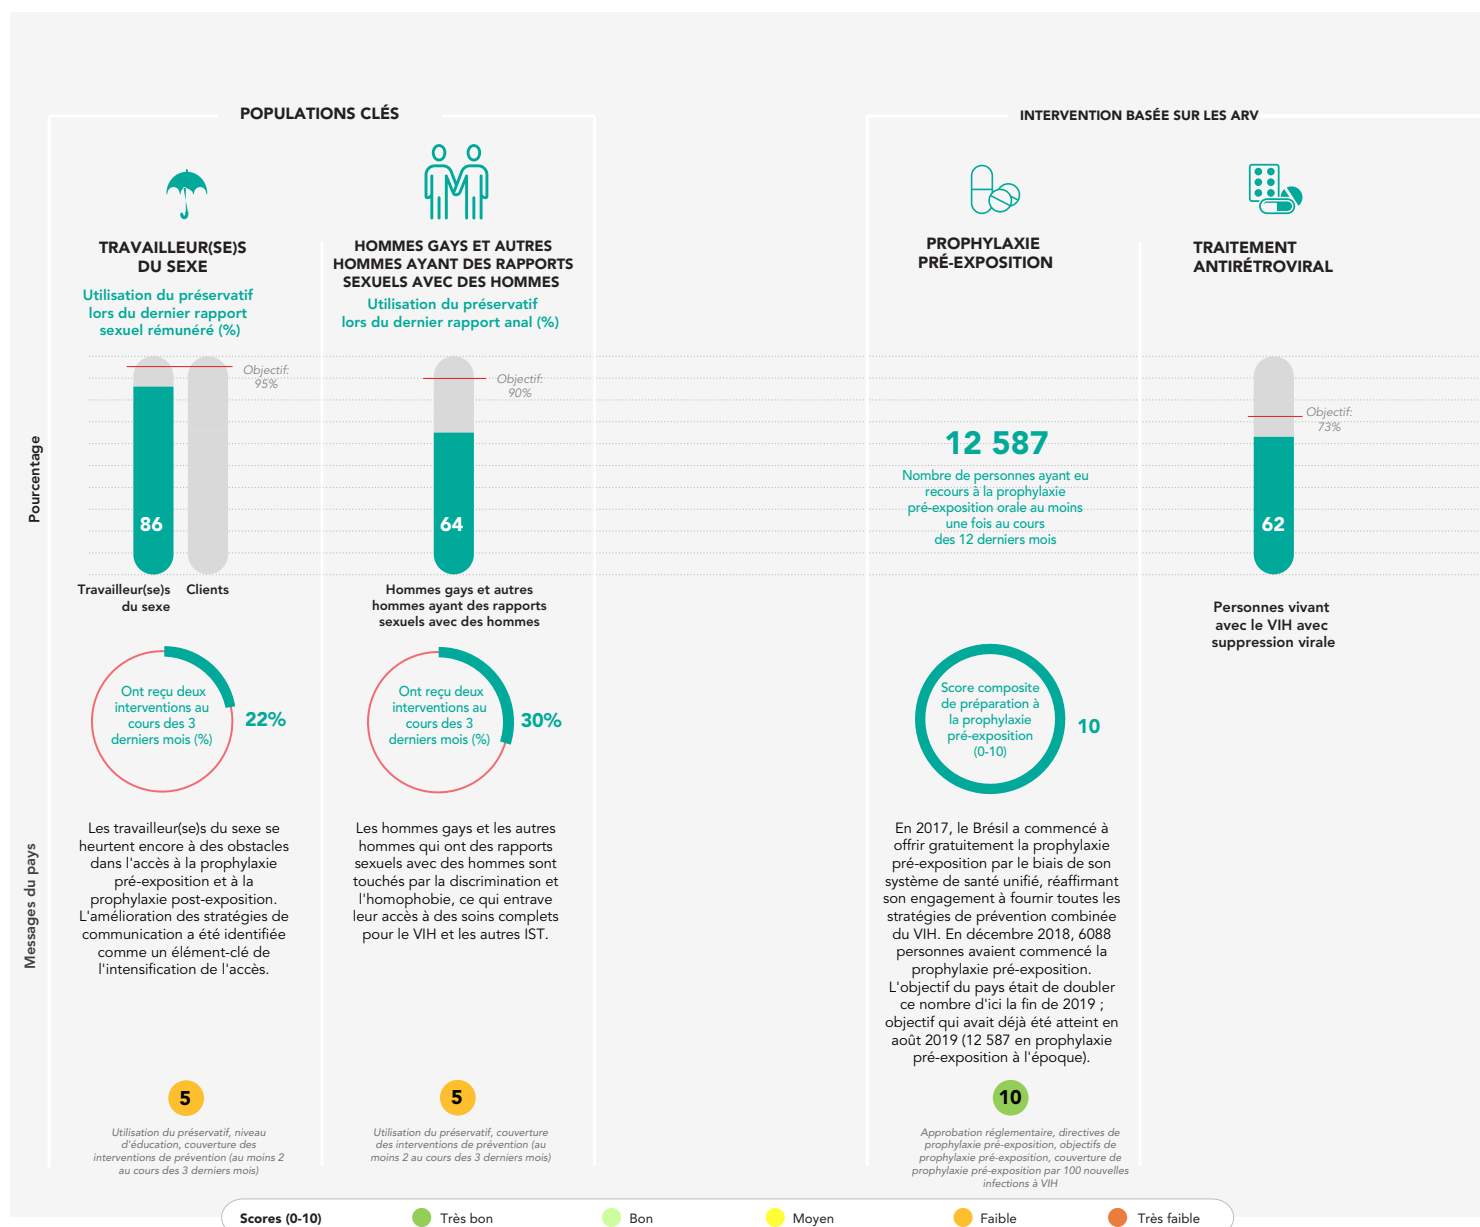 POPULATIONS CLÉS
TRAVAILLEUR(SE)S
DU SEXE
Utilisation du préservatif
lors du dernier rapport
sexuel rémunéré (%)
HOMMES GAYS ET AUTRES
HOMMES AYANT DES RAPPORTS
SEXUELS AVEC DES HOMMES
Utilisation du préservatif
lors du dernier rapport anal (%)
INTERVENTION BASÉE SUR LES ARV
PROPHYLAXIE
PRÉ-EXPOSITION
TRAITEMENT
ANTIRÉTROVIRAL
Pourcentage
Objectif:
95%
86
Travailleur(se)s
du sexe
Clients
Objectif:
90%
64
Hommes gays et autres
hommes ayant des rapports
sexuels avec des hommes
12 587
Nombre de personnes ayant eu
recours à la prophylaxie
pré-exposition orale au moins
une fois au cours
des 12 derniers mois
Objectif:
73%
62
Personnes vivant
avec le VIH avec
suppression virale
Ont reçu deux
interventions au
cours des 3
derniers mois (%)
22%
Ont reçu deux
interventions au
cours des 3
derniers mois (%)
30%
Score composite
de préparation à
la prophylaxie
pré-exposition
(0-10)
10
Messages du pays
Les travailleur(se)s du sexe se
heurtent encore à des obstacles
dans l'accès à la prophylaxie
pré-exposition et à la
prophylaxie post-exposition.
L'amélioration des stratégies de
communication a été identifiée
comme un élément-clé de
l'intensification de l'accès.
Les hommes gays et les autres
hommes qui ont des rapports
sexuels avec des hommes sont
touchés par la discrimination et
l'homophobie, ce qui entrave
leur accès à des soins complets
pour le VIH et les autres IST.
En 2017, le Brésil a commencé à
offrir gratuitement la prophylaxie
pré-exposition par le biais de son
système de santé unifié, réaffirmant
son engagement à fournir toutes les
stratégies de prévention combinée
du VIH. En décembre 2018, 6088
personnes avaient commencé la
prophylaxie pré-exposition.
L'objectif du pays était de doubler
ce nombre d'ici la fin de 2019 ;
objectif qui avait déjà été atteint en
août 2019 (12 587 en prophylaxie
pré-exposition à l'époque).
5
Utilisation du préservatif, niveau
d'éducation, couverture des
interventions de prévention (au moins 2
au cours des 3 derniers mois)
5
Utilisation du préservatif, couverture
des interventions de prévention (au
moins 2 au cours des 3 derniers mois)
10
Approbation réglementaire, directives de
prophylaxie pré-exposition, objectifs de
prophylaxie pré-exposition, couverture de
prophylaxie pré-exposition par 100 nouvelles
infections à VIH
Scores (0-10)
Très bon
Bon
Moyen
Faible
Très faible